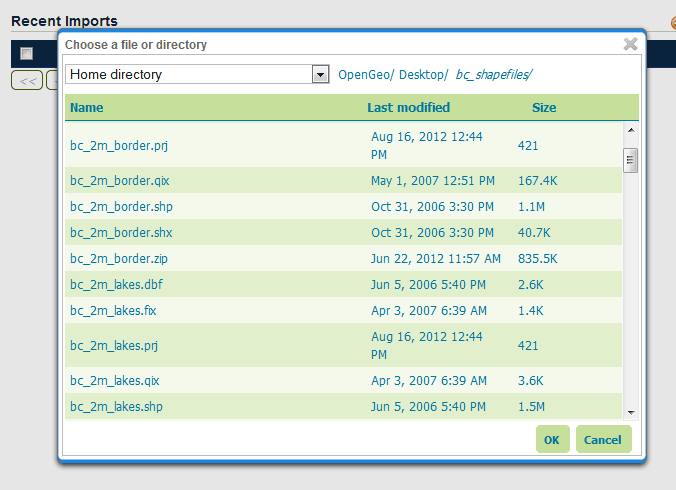 Recent Imports
Choose a file or directory
Home directory OpenGeo/ Desktop/ bc_shapefiles/
<<
Name Last modified Size
bc_2m_border.prj Aug 16, 2012 12:44 PM 421
bc_2m_border.qix May 1, 2007 12:51 PM 167.4K
bc_2m_border.shp Oct 31, 2006 3:30 PM 1.1M
bc_2m_border.shx Oct 31, 2006 3:30 PM 40.7K
bc_2m_border.zip Jun 22, 2012 11:57 AM 835.5K
bc_2m_lakes.dbf Jun 5, 2006 5:40 PM 2.6K
bc_2m_lakes.fix Apr 3, 2007 6:39 AM 1.4K
bc_2m_lakes.prj Aug 16, 2012 12:44 PM 421
bc_2m_lakes.qix Apr 3, 2007 6:39 AM 3.6K
bc_2m_lakes.shp Jun 5, 2006 5:40 PM 1.5M
OK Cancel